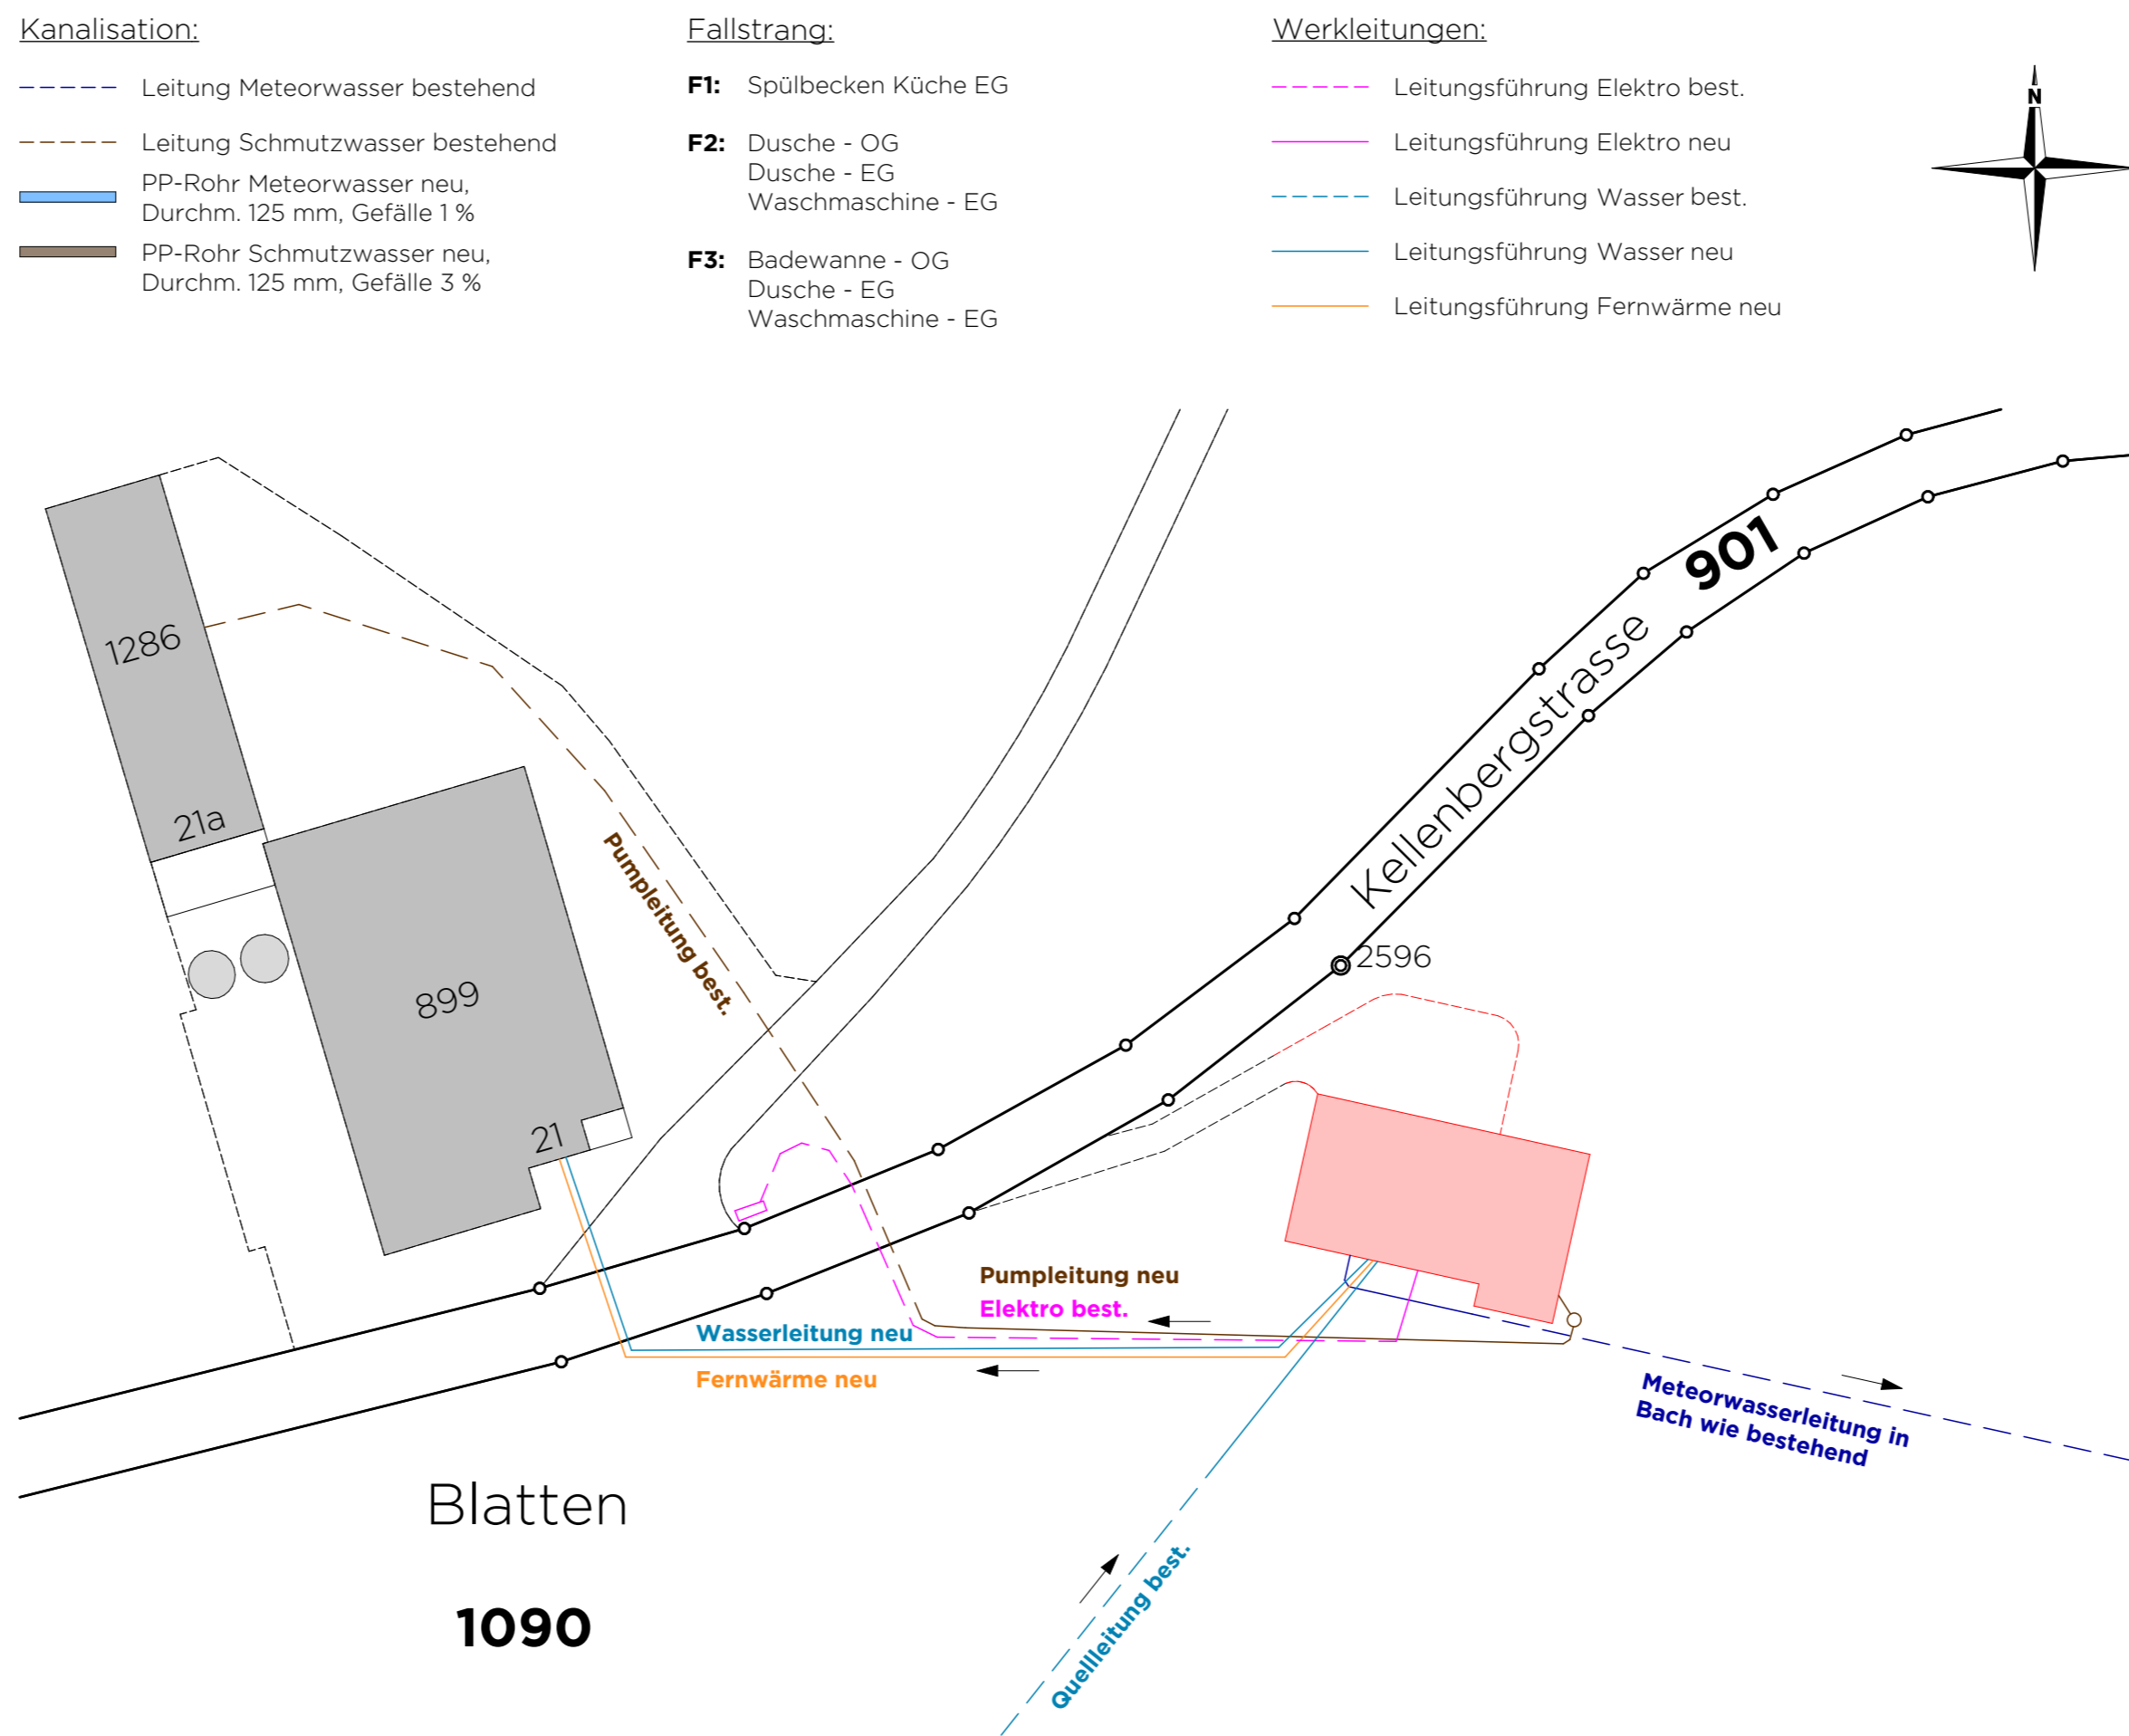 Kanalisation:
Leitung Meteorwasser bestehend
Leitung Schmutzwasser bestehend
PP-Rohr Meteorwasser neu,
Durchm. 125 mm, Gefälle 1 %
PP-Rohr Schmutzwasser neu,
Durchm. 125 mm, Gefälle 3 %
Fallstrang:
F1: Spülbecken Küche EG
F2: Dusche - OG
Dusche - EG
Waschmaschine - EG
F3: Badewanne - OG
Dusche - EG
Waschmaschine - EG
Werkleitungen:
Leitungsführung Elektro best.
Leitungsführung Elektro neu
Leitungsführung Wasser best.
Leitungsführung Wasser neu
Leitungsführung Fernwärme neu
N
901
Kellenbergstrasse
1286
21a
Pumpleitung best.
899
2596
21
Pumpleitung neu
Elektro best.
Wasserleitung neu
Fernwärme neu
Meteorwasserleitung in
Bach wie bestehend
Blatten
Quellleitung best.
1090